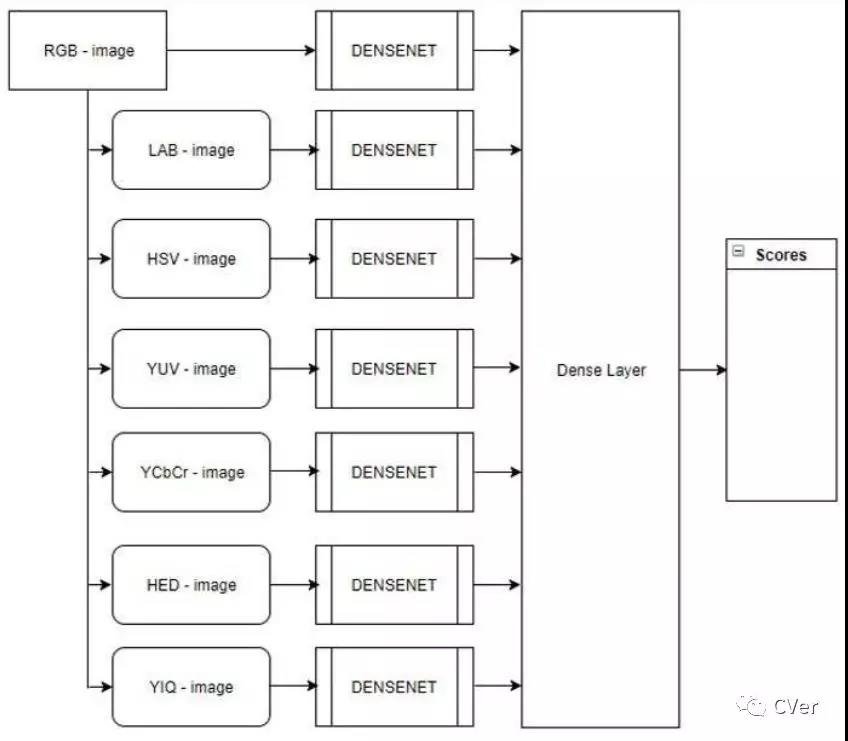 RGB - image
DENSENET
LAB - image
DENSENET
HSV - image
DENSENET
YUV - image
DENSENET
YCbCr - image
DENSENET
HED - image
DENSENET
YIQ - image
DENSENET
Dense Layer
Scores
CVer